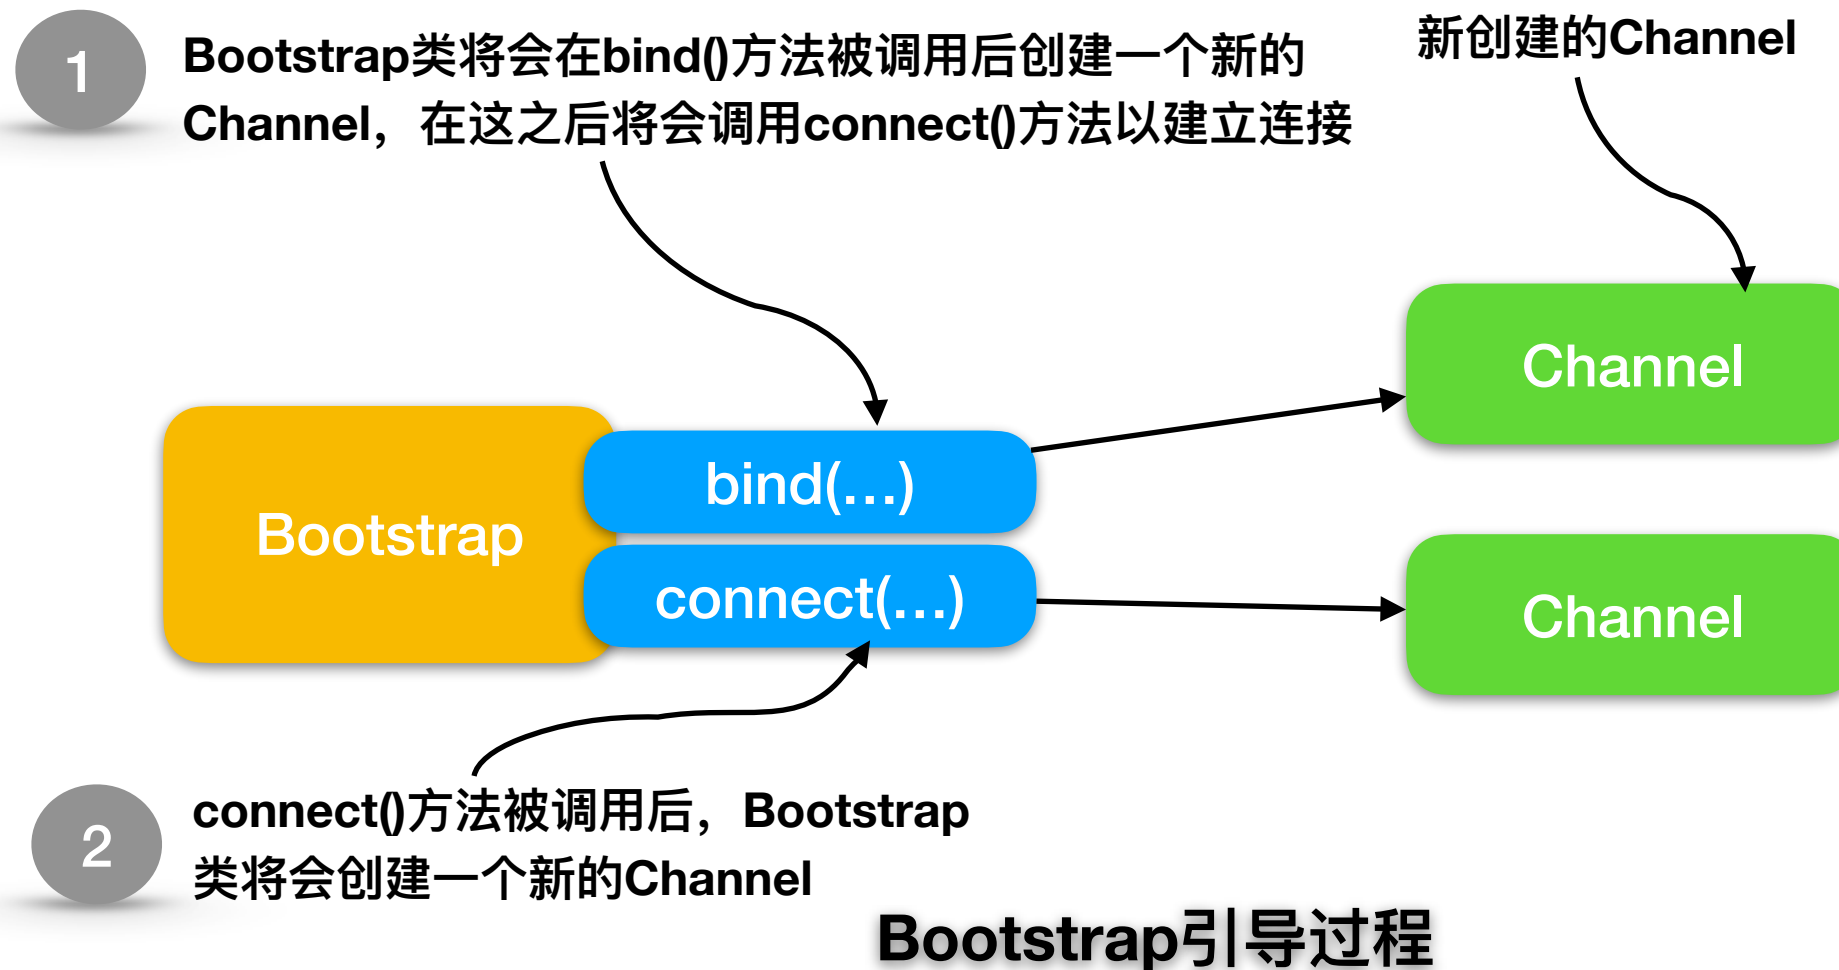 1
Bootstrap类将会在bind()方法被调用后创建一个新的
Channel，在这之后将会调用connect()方法以建立连接
新创建的Channel
Channel
bind(...)
Bootstrap
connect(...)
Channel
2
connect()方法被调用后，Bootstrap
类将会创建一个新的Channel
Bootstrap引导过程